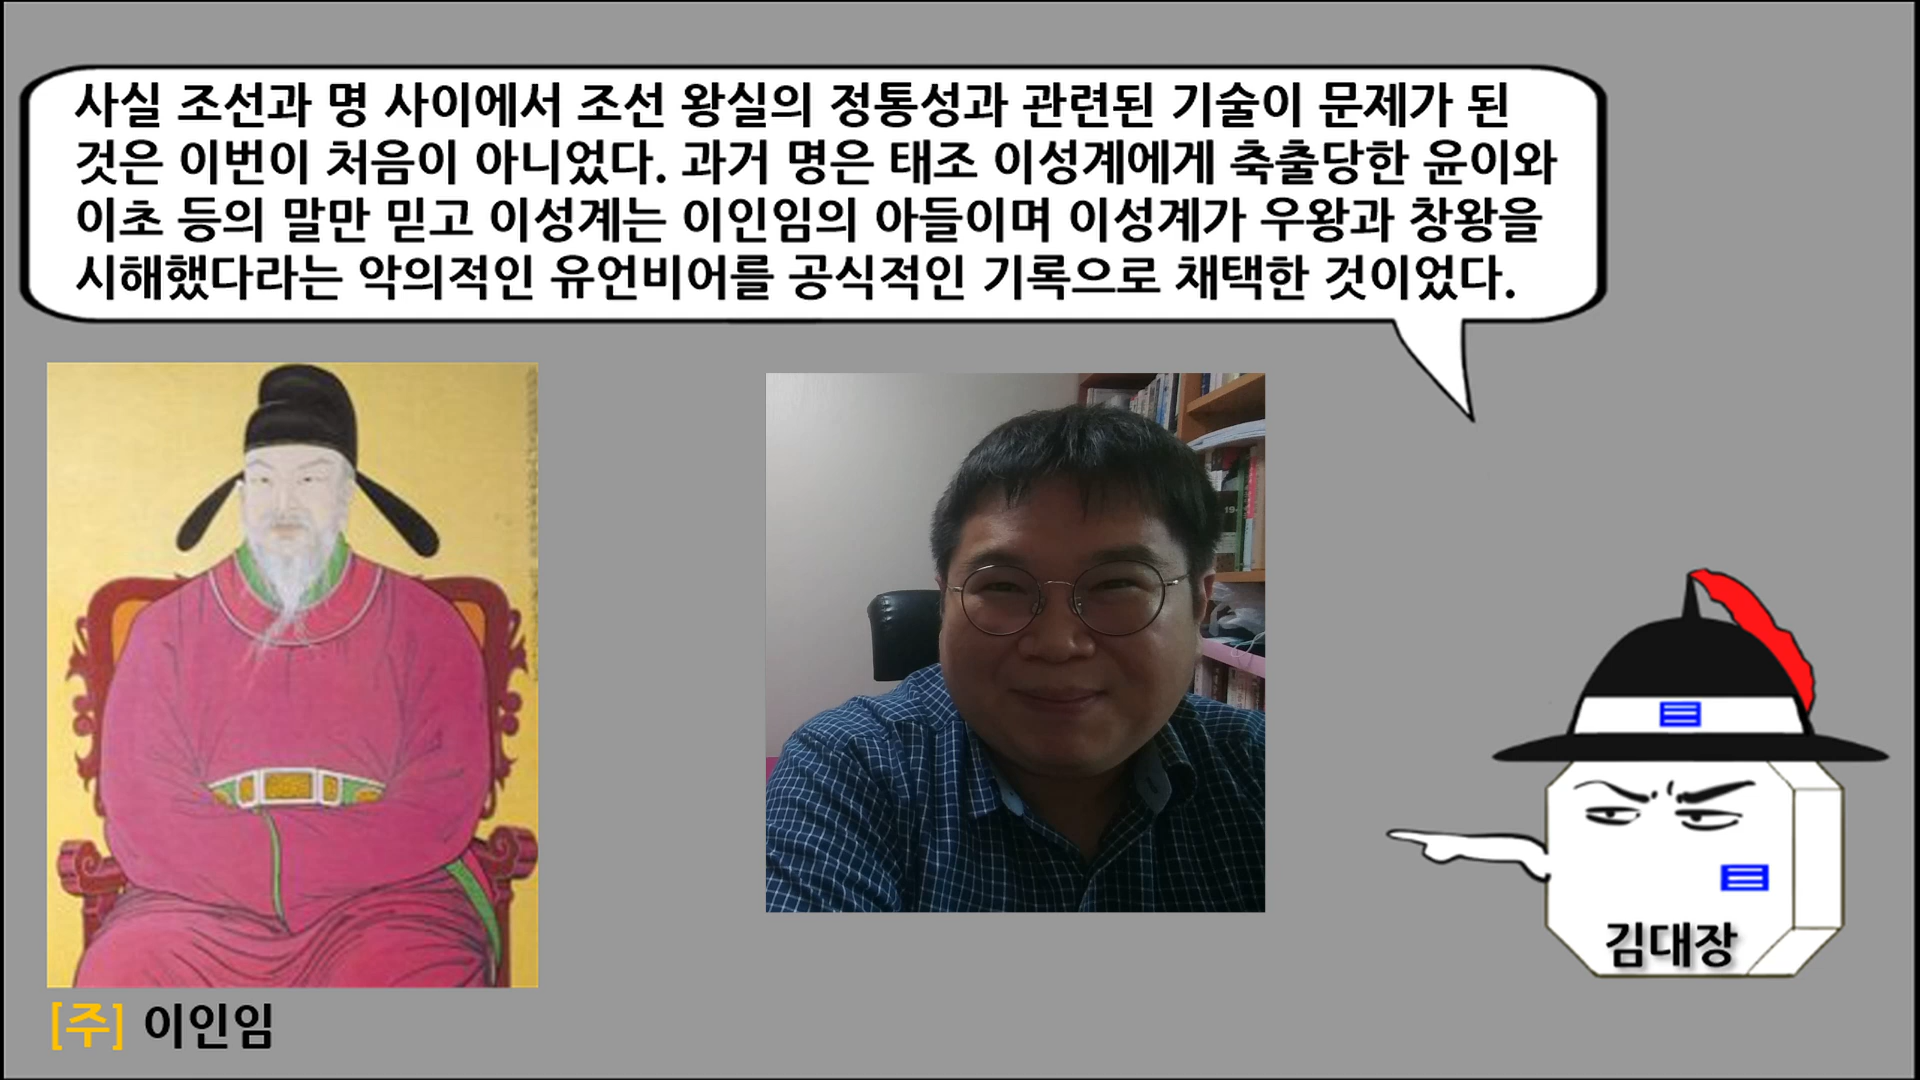 사실 조선과 명 사이에서 조선 왕실의 정통성과 관련된 기술이 문제가 된
것은 이번이 처음이 아니었다. 과거 명은 태조 이성계에게 축출당한 윤이와
이초 등의 말만 믿고 이성계는 이인임의 아들이며 이성계가 우왕과 창왕을
시해했다라는 악의적인 유언비어를 공식적인 기록으로 채택한 것이었다.
김대장
[주] 이인임